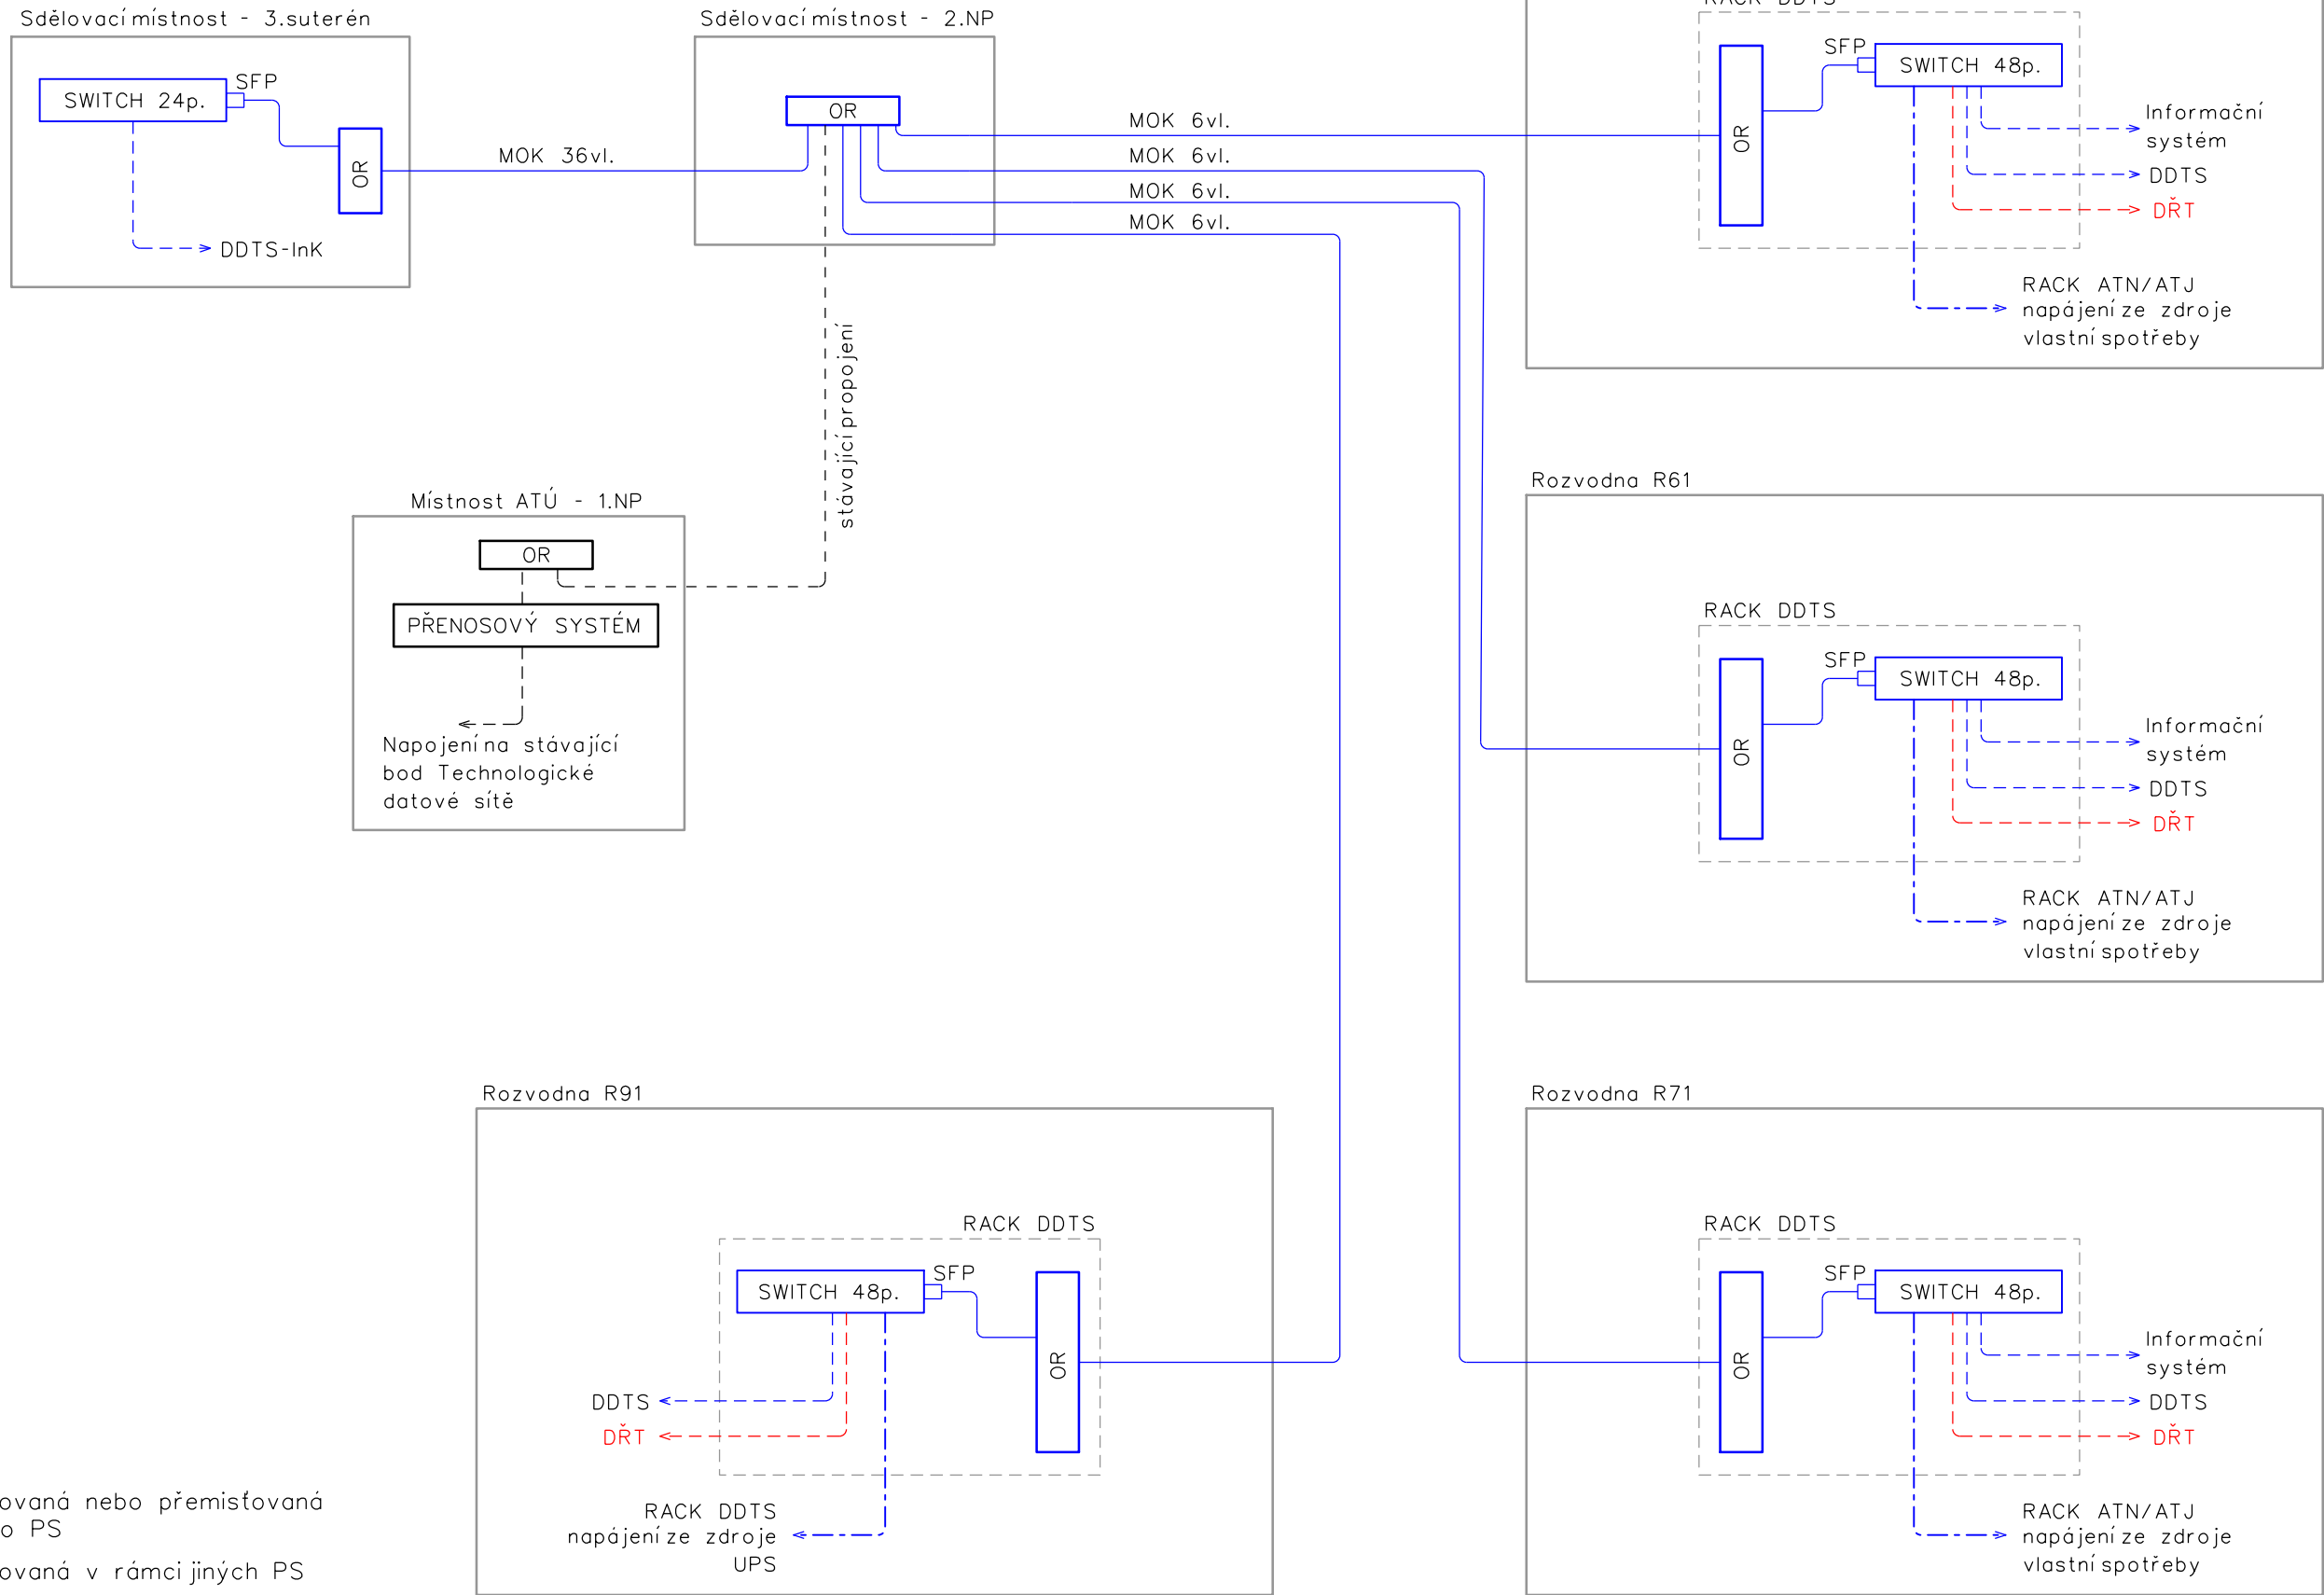 Sdělovací místnost - 3.suterén
SWITCH 24p.
SFP
OR
DDTS-InK
MOK 36vl.
Sdělovací místnost - 2.NP
OR
MOK 6vl.
MOK 6vl.
MOK 6vl.
MOK 6vl.
stávající propojení
RACK DDTS
OR
SFP
SWITCH 48p.
Informační
systém
DDTS
DŘT
RACK ATN/ATJ
napájení ze zdroje
vlastní spotřeby
Místnost ATÚ - 1.NP
OR
PŘENOSOVÝ SYSTÉM
Napojení na stávající
bod Technologické
datové sítě
Rozvodna R61
RACK DDTS
OR
SFP
SWITCH 48p.
Informační
systém
DDTS
DŘT
RACK ATN/ATJ
napájení ze zdroje
vlastní spotřeby
Rozvodna R91
RACK DDTS
SWITCH 48p.
SFP
OR
DDTS
DŘT
RACK DDTS
napájení ze zdroje
UPS
Rozvodna R71
RACK DDTS
OR
SFP
SWITCH 48p.
Informační
systém
DDTS
DŘT
RACK ATN/ATJ
napájení ze zdroje
vlastní spotřeby
ovaná nebo přemisťovaná
o PS
ovaná v rámci jiných PS